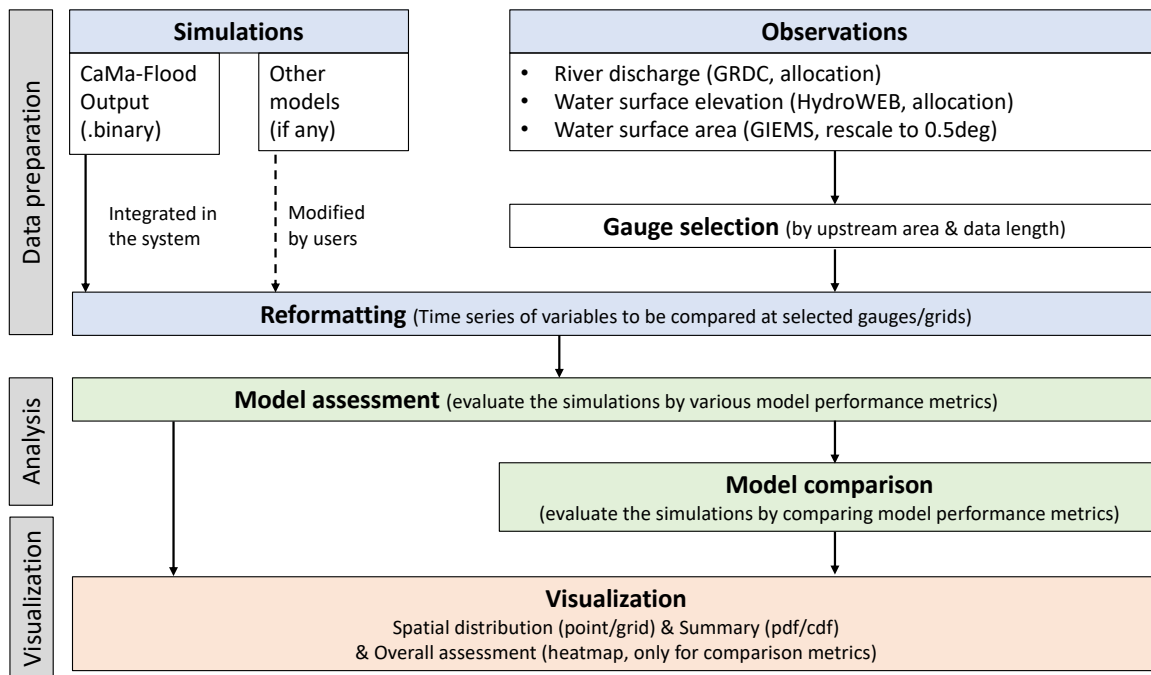 Data preparation
Simulations
CaMa-Flood
Output
(.binary)
Other
models
(if any)
Integrated in
the system
Modified
by users
Observations
• River discharge (GRDC, allocation)
• Water surface elevation (HydroWEB, allocation)
• Water surface area (GIEMS, rescale to 0.5deg)
Gauge selection (by upstream area & data length)
Reformatting (Time series of variables to be compared at selected gauges/grids)
Analysis
Model assessment (evaluate the simulations by various model performance metrics)
Model comparison
(evaluate the simulations by comparing model performance metrics)
Visualization
Visualization
Spatial distribution (point/grid) & Summary (pdf/cdf)
& Overall assessment (heatmap, only for comparison metrics)